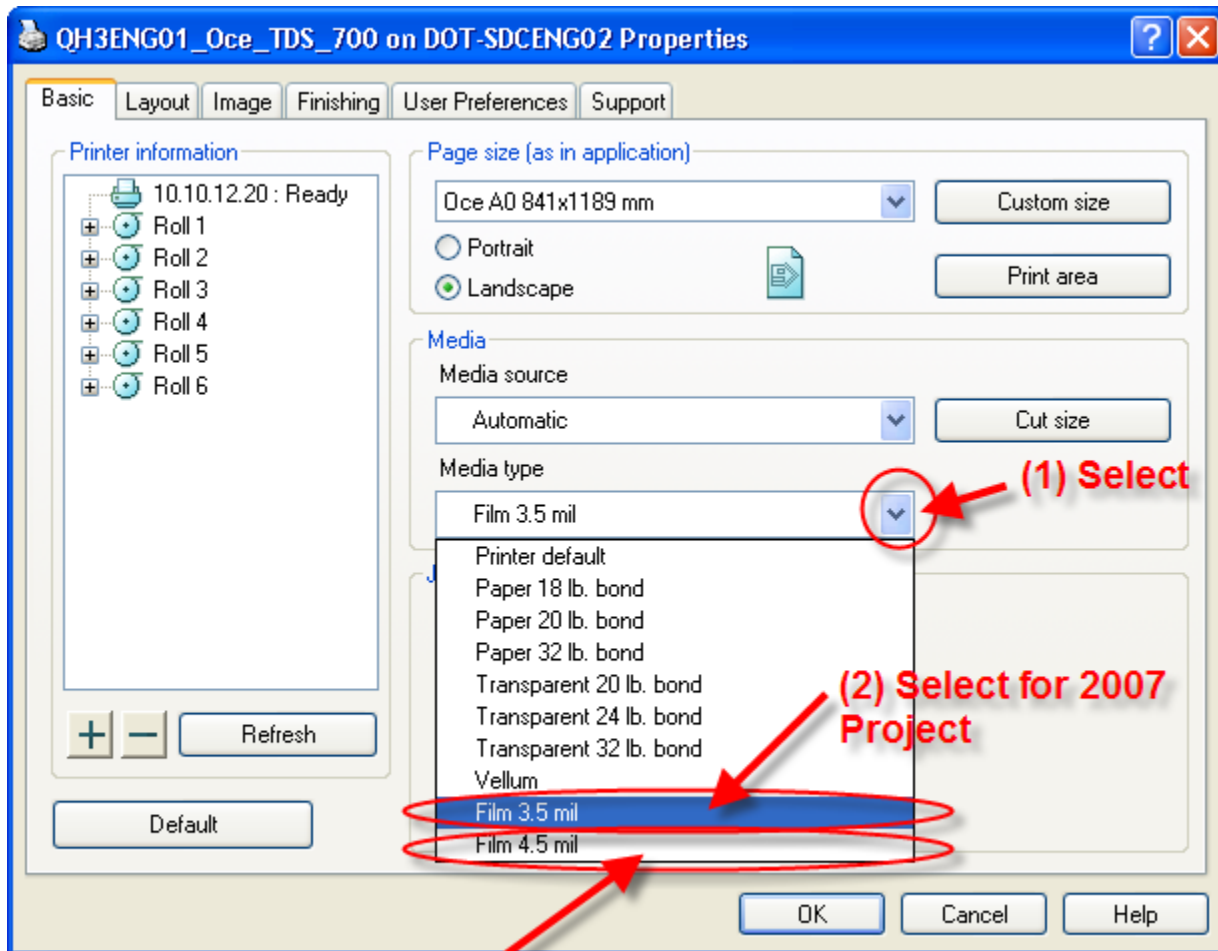 QH3ENG01_Oce_TDS_700 on DOT-SDCENG02 Properties
Basic Layout Image Finishing User Preferences Support
Printer information
10.10.12.20 : Ready
Roll 1
Roll 2
Roll 3
Roll 4
Roll 5
Roll 6
Refresh
Default
Page size (as in application)
Oce A0 841x1189 mm
Custom size
Portrait
Landscape
Print area
Media
Media source
Automatic
Cut size
Media type
(1) Select
Film 3.5 mil
Printer default
Paper 18 lb. bond
Paper 20 lb. bond
Paper 32 lb. bond
Transparent 20 lb. bond
Transparent 24 lb. bond
Transparent 32 lb. bond
Vellum
Film 3.5 mil
Film 4.5 mil
(2) Select for 2007
Project
OK Cancel Help